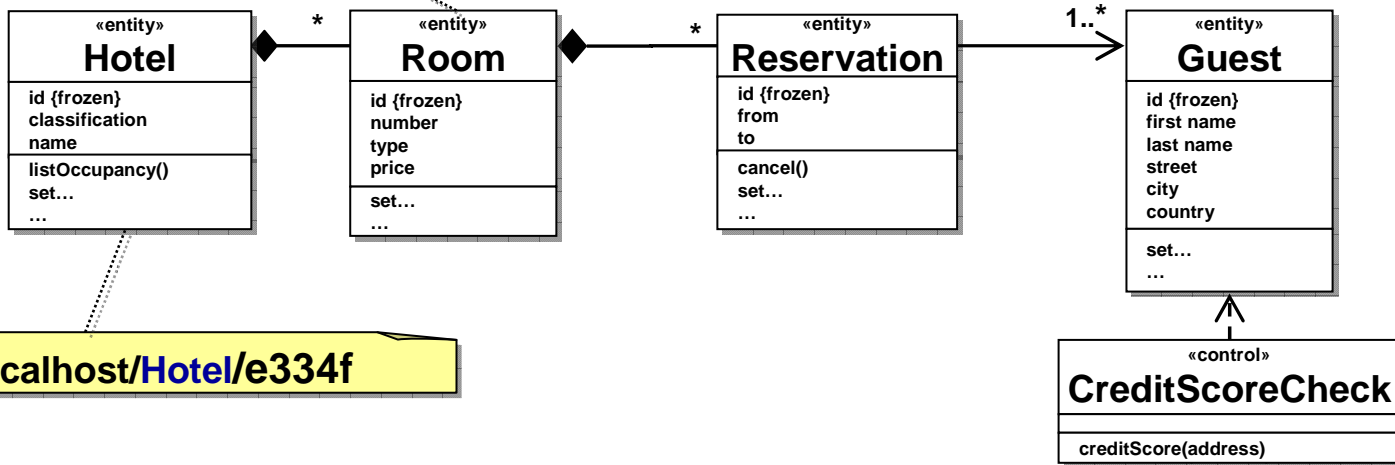 «entity»
Hotel
id {frozen}
classification
name
listOccupancy()
set…
…
*
«entity»
Room
id {frozen}
number
type
price
set…
…
*
«entity»
Reservation
id {frozen}
from
to
cancel()
set…
…
1..*
«entity»
Guest
id {frozen}
first name
last name
street
city
country
set…
…
calhost/Hotel/e334f
«control»
CreditScoreCheck
creditScore(address)